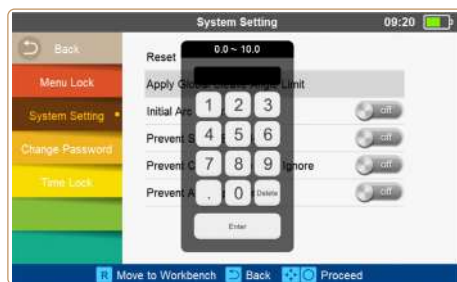 System Setting 09:20
Back
Menu Lock
System Setting
Change Password
Time Lock
Reset
Apply Limit
Initial
Prevent
Prevent Ignore
Prevent
0.0 ~ 10.0
1 2 3
4 5 6
7 8 9
. 0 Delete
Enter
off
off
off
off
R Move to Workbench Back Proceed